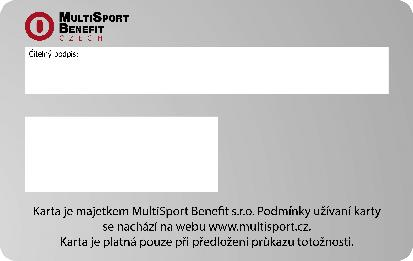 MULTISPORT
BENEFIT
CZECH
Čitelný podpis:
Karta je majetkem MultiSport Benefit s.r.o. Podmínky užívaní karty
se nachází na webu www.multisport.cz.
Karta je platná pouze při předložení průkazu totožnosti.